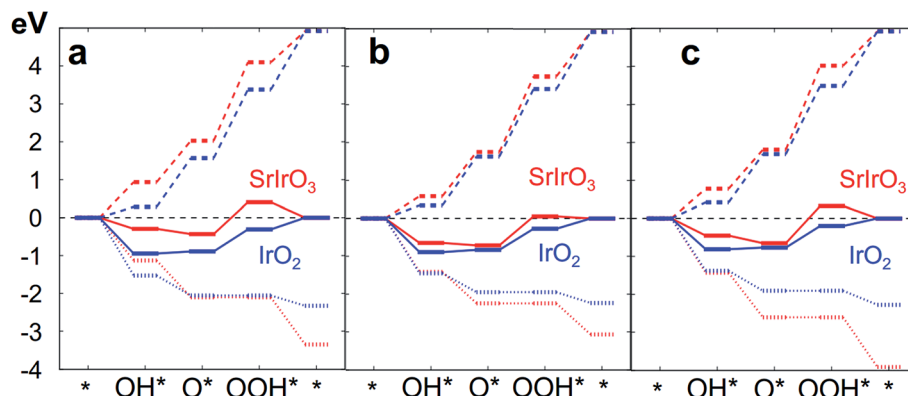 eV
a
b
c
4
3
2
1
0
-1
-2
-3
-4
SrIrO3
IrO2
SrIrO3
IrO2
SrIrO3
IrO2
* OH* O* OOH* *
* OH* O* OOH* *
* OH* O* OOH* *